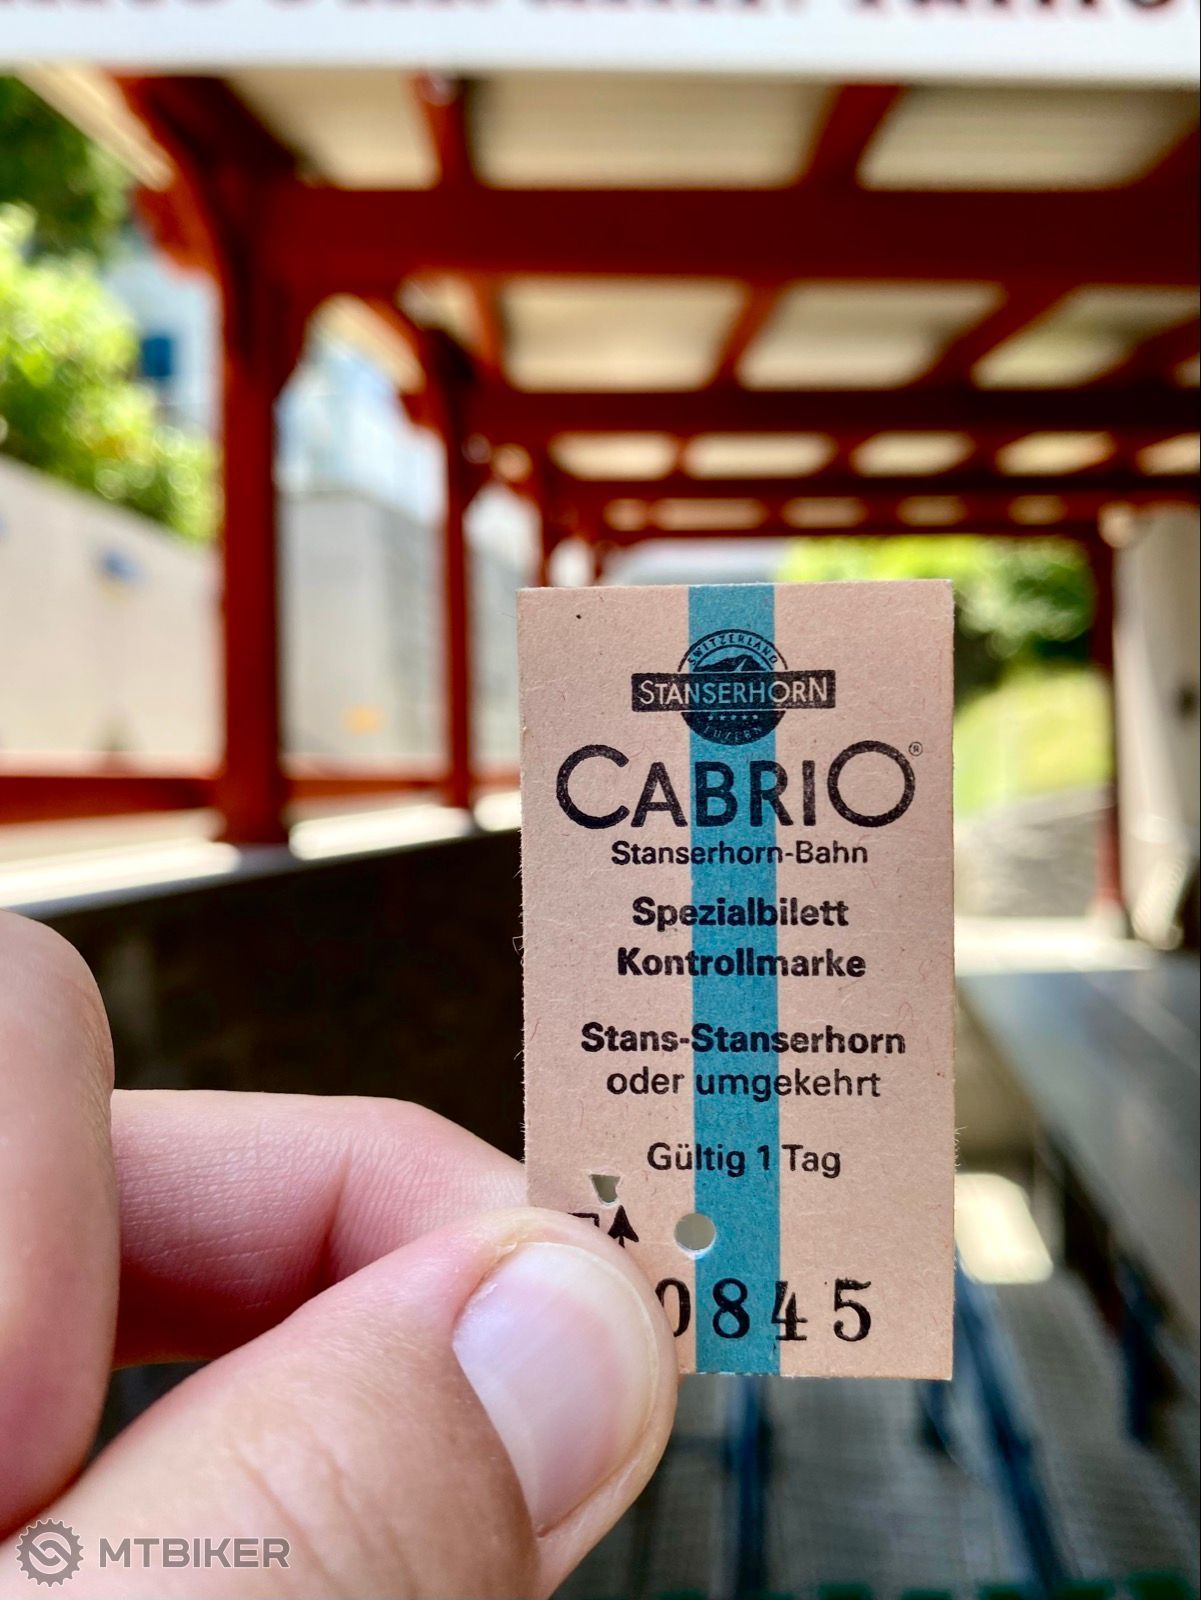 SWITZERLAND
STANSERHORN
LUZERN
CABRIO®
Stanserhorn-Bahn
Spezialbilett
Kontrollmarke
Stans-Stanserhorn
oder umgekehrt
Gültig 1 Tag
0845
MTBIKER